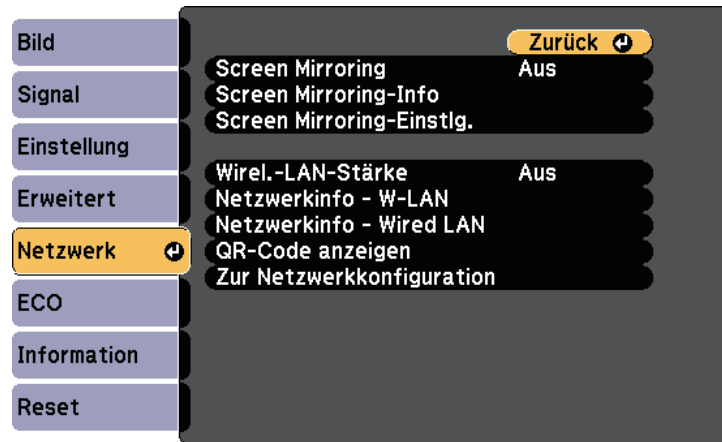 Bild
Signal
Einstellung
Erweitert
Netzwerk
ECO
Information
Reset
Zurück
Screen Mirroring Aus
Screen Mirroring-Info
Screen Mirroring-Einstlg.
Wirel.-LAN-Stärke Aus
Netzwerkinfo - W-LAN
Netzwerkinfo - Wired LAN
QR-Code anzeigen
Zur Netzwerkkonfiguration